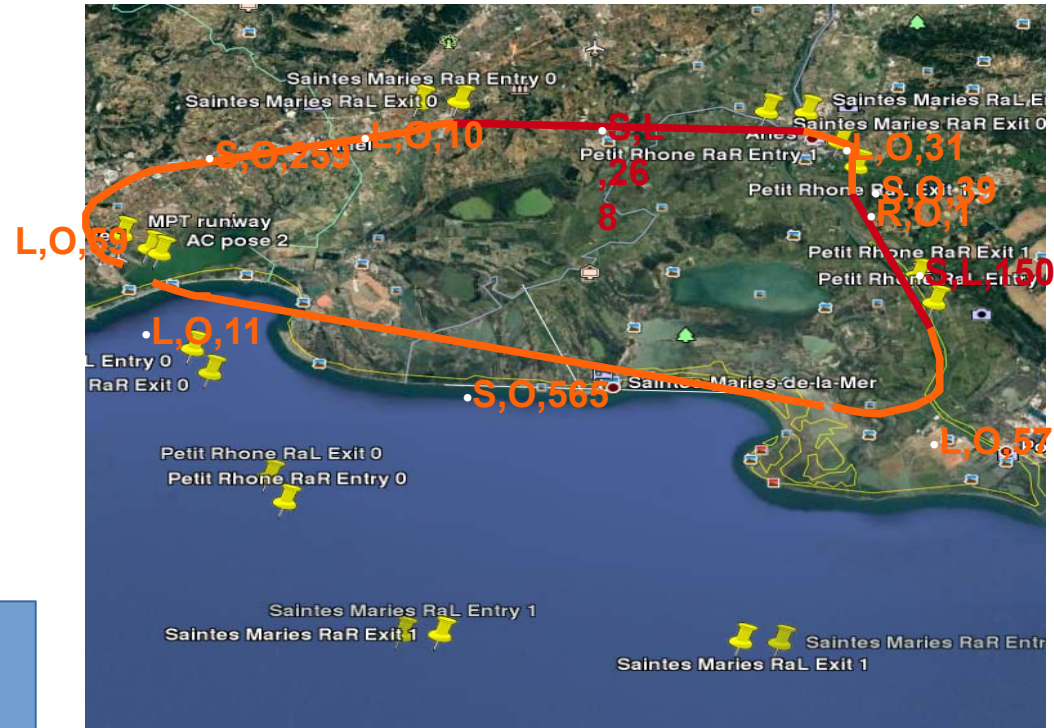 Saintes Maries RaR Entry 0
Saintes Maries RaL Exit 0
Saintes Maries RaL E
Saintes Maries RaR Exit 0
S,L
,26
8
L,O,10
S,O,259
L,O,31
Petit Rhone RaR Entry 1
Petit Rhone RaL Exit 1
S,O,39
R,O,1
MPT runway
AC pose 2
L,O,59
Petit Rhone RaR Exit 1
Petit Rhone RaL Entry
S,L,150
L,O,11
L Entry 0
RaR Exit 0
Saintes Maries-de-la-Mer
S,O,565
L,O,57
Petit Rhone RaL Exit 0
Petit Rhone RaR Entry 0
Saintes Maries RaL Entry 1
Saintes Maries RaR Exit 1
Saintes Maries RaR Entr
Saintes Maries RaL Exit 1